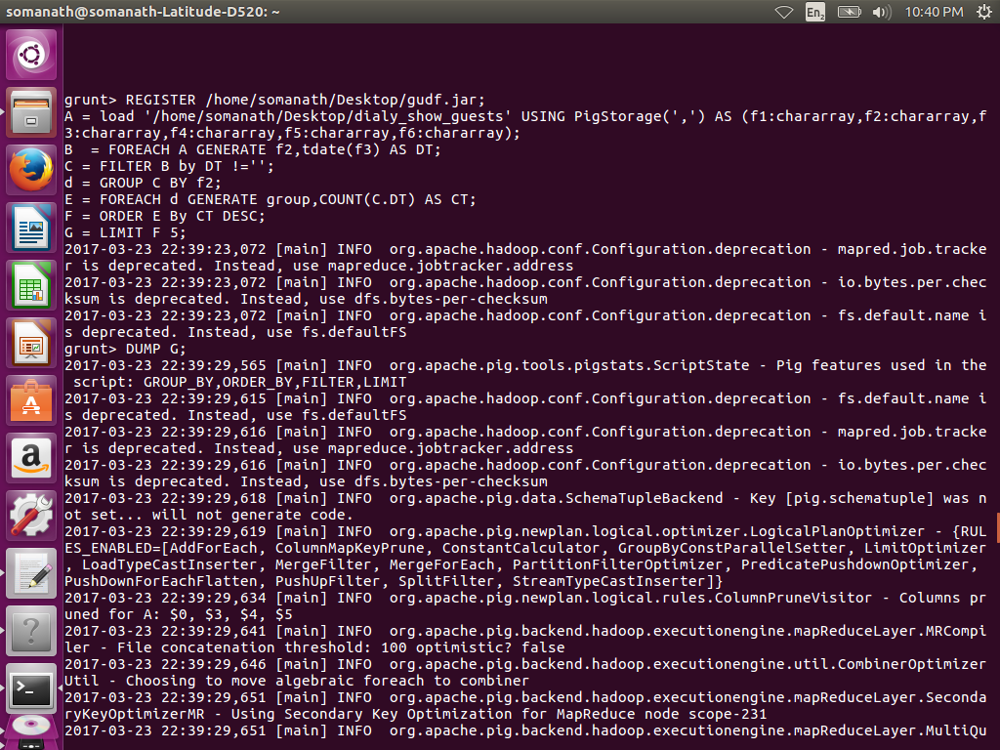 somanath@somanath-Latitude-D520: ~
En2
10:40 PM
grunt> REGISTER /home/somanath/Desktop/gudf.jar;
A = load '/home/somanath/Desktop/dialy_show_guests' USING PigStorage(',') AS (f1:chararray,f2:chararray,f
3:chararray,f4:chararray,f5:chararray,f6:chararray);
B  = FOREACH A GENERATE f2,tdate(f3) AS DT;
C = FILTER B by DT !='';
d = GROUP C BY f2;
E = FOREACH d GENERATE group,COUNT(C.DT) AS CT;
F = ORDER E By CT DESC;
G = LIMIT F 5;
2017-03-23 22:39:23,072 [main] INFO  org.apache.hadoop.conf.Configuration.deprecation - mapred.job.tracke
r is deprecated. Instead, use mapreduce.jobtracker.address
2017-03-23 22:39:23,072 [main] INFO  org.apache.hadoop.conf.Configuration.deprecation - io.bytes.per.chec
ksum is deprecated. Instead, use dfs.bytes-per-checksum
2017-03-23 22:39:23,072 [main] INFO  org.apache.hadoop.conf.Configuration.deprecation - fs.default.name i
s deprecated. Instead, use fs.defaultFS
grunt> DUMP G;
2017-03-23 22:39:29,565 [main] INFO  org.apache.pig.tools.pigstats.ScriptState - Pig features used in the
 script: GROUP_BY,ORDER_BY,FILTER,LIMIT
2017-03-23 22:39:29,615 [main] INFO  org.apache.hadoop.conf.Configuration.deprecation - fs.default.name i
s deprecated. Instead, use fs.defaultFS
2017-03-23 22:39:29,616 [main] INFO  org.apache.hadoop.conf.Configuration.deprecation - mapred.job.tracke
r is deprecated. Instead, use mapreduce.jobtracker.address
2017-03-23 22:39:29,616 [main] INFO  org.apache.hadoop.conf.Configuration.deprecation - io.bytes.per.chec
ksum is deprecated. Instead, use dfs.bytes-per-checksum
2017-03-23 22:39:29,618 [main] INFO  org.apache.pig.data.SchemaTupleBackend - Key [pig.schematuple] was n
ot set... will not generate code.
2017-03-23 22:39:29,619 [main] INFO  org.apache.pig.newplan.logical.optimizer.LogicalPlanOptimizer - {RUL
ES_ENABLED=[AddForEach, ColumnMapKeyPrune, ConstantCalculator, GroupByConstParallelSetter, LimitOptimizer
, LoadTypeCastInserter, MergeFilter, MergeForEach, PartitionFilterOptimizer, PredicatePushdownOptimizer,
PushDownForEachFlatten, PushUpFilter, SplitFilter, StreamTypeCastInserter]}
2017-03-23 22:39:29,634 [main] INFO  org.apache.pig.newplan.logical.rules.ColumnPruneVisitor - Columns pr
uned for A: $0, $3, $4, $5
2017-03-23 22:39:29,641 [main] INFO  org.apache.pig.backend.hadoop.executionengine.mapReduceLayer.MRCompi
ler - File concatenation threshold: 100 optimistic? false
2017-03-23 22:39:29,646 [main] INFO  org.apache.pig.backend.hadoop.executionengine.util.CombinerOptimizer
Util - Choosing to move algebraic foreach to combiner
2017-03-23 22:39:29,651 [main] INFO  org.apache.pig.backend.hadoop.executionengine.mapReduceLayer.Seconda
ryKeyOptimizerMR - Using Secondary Key Optimization for MapReduce node scope-231
2017-03-23 22:39:29,651 [main] INFO  org.apache.pig.backend.hadoop.executionengine.mapReduceLayer.MultiQu